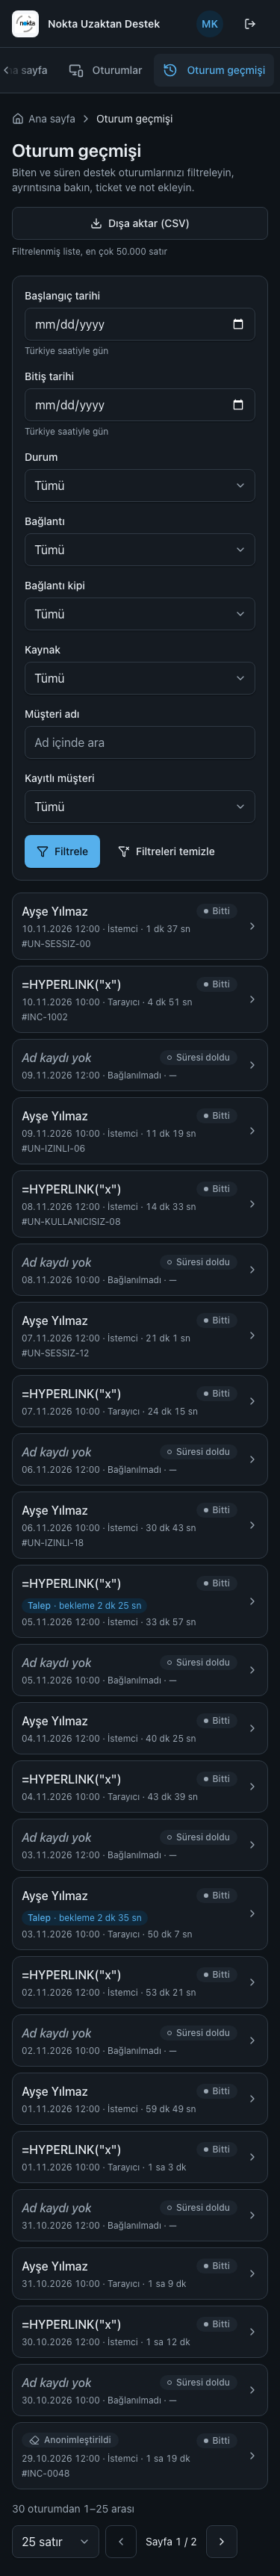 nokta
Nokta Uzaktan Destek
MK
na sayfa
Oturumlar
Oturum geçmişi
Ana sayfa
Oturum geçmişi
Oturum geçmişi
Biten ve süren destek oturumlarınızı filtreleyin,
ayrıntısına bakın, ticket ve not ekleyin.
Dışa aktar (CSV)
Filtrelenmiş liste, en çok 50.000 satır
Başlangıç tarihi
mm/dd/yyyy
Türkiye saatiyle gün
Bitiş tarihi
mm/dd/yyyy
Türkiye saatiyle gün
Durum
Tümü
Bağlantı
Tümü
Bağlantı kipi
Tümü
Kaynak
Tümü
Müşteri adı
Ad içinde ara
Kayıtlı müşteri
Tümü
Filtrele
Filtreleri temizle
Ayşe Yılmaz
Bitti
10.11.2026 12:00 · İstemci · 1 dk 37 sn
#UN-SESSIZ-00
=HYPERLINK("x")
Bitti
10.11.2026 10:00 · Tarayıcı · 4 dk 51 sn
#INC-1002
Ad kaydı yok
Süresi doldu
09.11.2026 12:00 · Bağlanılmadı · —
Ayşe Yılmaz
Bitti
09.11.2026 10:00 · İstemci · 11 dk 19 sn
#UN-IZINLI-06
=HYPERLINK("x")
Bitti
08.11.2026 12:00 · İstemci · 14 dk 33 sn
#UN-KULLANICISIZ-08
Ad kaydı yok
Süresi doldu
08.11.2026 10:00 · Bağlanılmadı · —
Ayşe Yılmaz
Bitti
07.11.2026 12:00 · İstemci · 21 dk 1 sn
#UN-SESSIZ-12
=HYPERLINK("x")
Bitti
07.11.2026 10:00 · Tarayıcı · 24 dk 15 sn
Ad kaydı yok
Süresi doldu
06.11.2026 12:00 · Bağlanılmadı · —
Ayşe Yılmaz
Bitti
06.11.2026 10:00 · İstemci · 30 dk 43 sn
#UN-IZINLI-18
=HYPERLINK("x")
Bitti
Talep · bekleme 2 dk 25 sn
05.11.2026 12:00 · İstemci · 33 dk 57 sn
Ad kaydı yok
Süresi doldu
05.11.2026 10:00 · Bağlanılmadı · —
Ayşe Yılmaz
Bitti
04.11.2026 12:00 · İstemci · 40 dk 25 sn
=HYPERLINK("x")
Bitti
04.11.2026 10:00 · Tarayıcı · 43 dk 39 sn
Ad kaydı yok
Süresi doldu
03.11.2026 12:00 · Bağlanılmadı · —
Ayşe Yılmaz
Bitti
Talep · bekleme 2 dk 35 sn
03.11.2026 10:00 · Tarayıcı · 50 dk 7 sn
=HYPERLINK("x")
Bitti
02.11.2026 12:00 · İstemci · 53 dk 21 sn
Ad kaydı yok
Süresi doldu
02.11.2026 10:00 · Bağlanılmadı · —
Ayşe Yılmaz
Bitti
01.11.2026 12:00 · İstemci · 59 dk 49 sn
=HYPERLINK("x")
Bitti
01.11.2026 10:00 · Tarayıcı · 1 sa 3 dk
Ad kaydı yok
Süresi doldu
31.10.2026 12:00 · Bağlanılmadı · —
Ayşe Yılmaz
Bitti
31.10.2026 10:00 · Tarayıcı · 1 sa 9 dk
=HYPERLINK("x")
Bitti
30.10.2026 12:00 · İstemci · 1 sa 12 dk
Ad kaydı yok
Süresi doldu
30.10.2026 10:00 · Bağlanılmadı · —
Anonimleştirildi
Bitti
29.10.2026 12:00 · İstemci · 1 sa 19 dk
#INC-0048
30 oturumdan 1–25 arası
25 satır
Sayfa 1 / 2